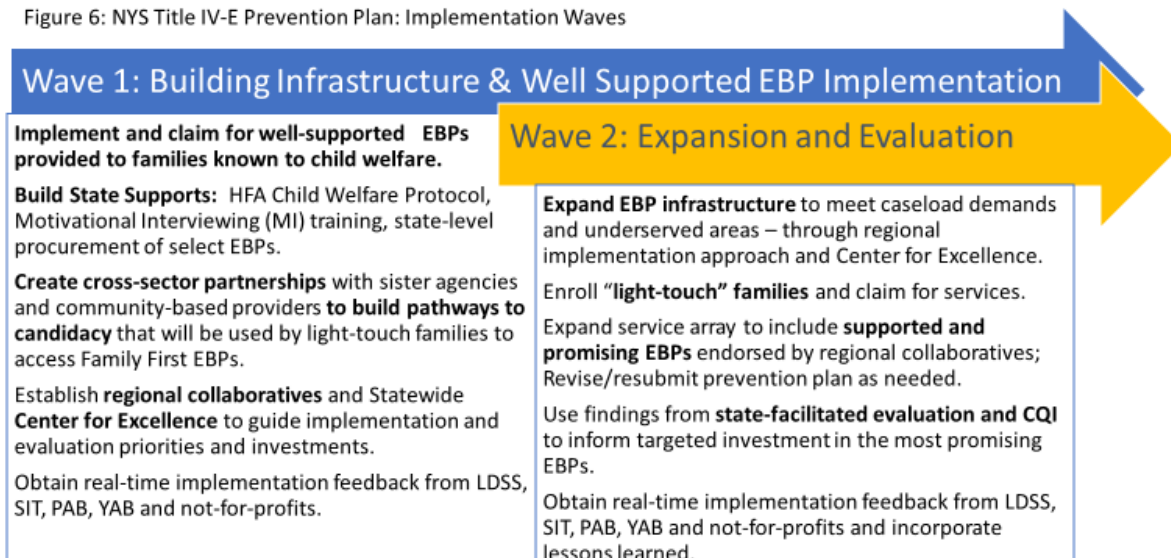 Figure 6: NYS Title IV-E Prevention Plan: Implementation Waves
Wave 1: Building Infrastructure & Well Supported EBP Implementation
Implement and claim for well-supported EBPs
provided to families known to child welfare.
Build State Supports: HFA Child Welfare Protocol,
Motivational Interviewing (MI) training, state-level
procurement of select EBPs.
Create cross-sector partnerships with sister agencies
and community-based providers to build pathways to
candidacy that will be used by light-touch families to
access Family First EBPs.
Establish regional collaboratives and Statewide
Center for Excellence to guide implementation and
evaluation priorities and investments.
Obtain real-time implementation feedback from LDSS,
SIT, PAB, YAB and not-for-profits.
Wave 2: Expansion and Evaluation
Expand EBP infrastructure to meet caseload demands
and underserved areas – through regional
implementation approach and Center for Excellence.
Enroll “light-touch” families and claim for services.
Expand service array to include supported and
promising EBPs endorsed by regional collaboratives;
Revise/resubmit prevention plan as needed.
Use findings from state-facilitated evaluation and CQI
to inform targeted investment in the most promising
EBPs.
Obtain real-time implementation feedback from LDSS,
SIT, PAB, YAB and not-for-profits and incorporate
lessons learned.